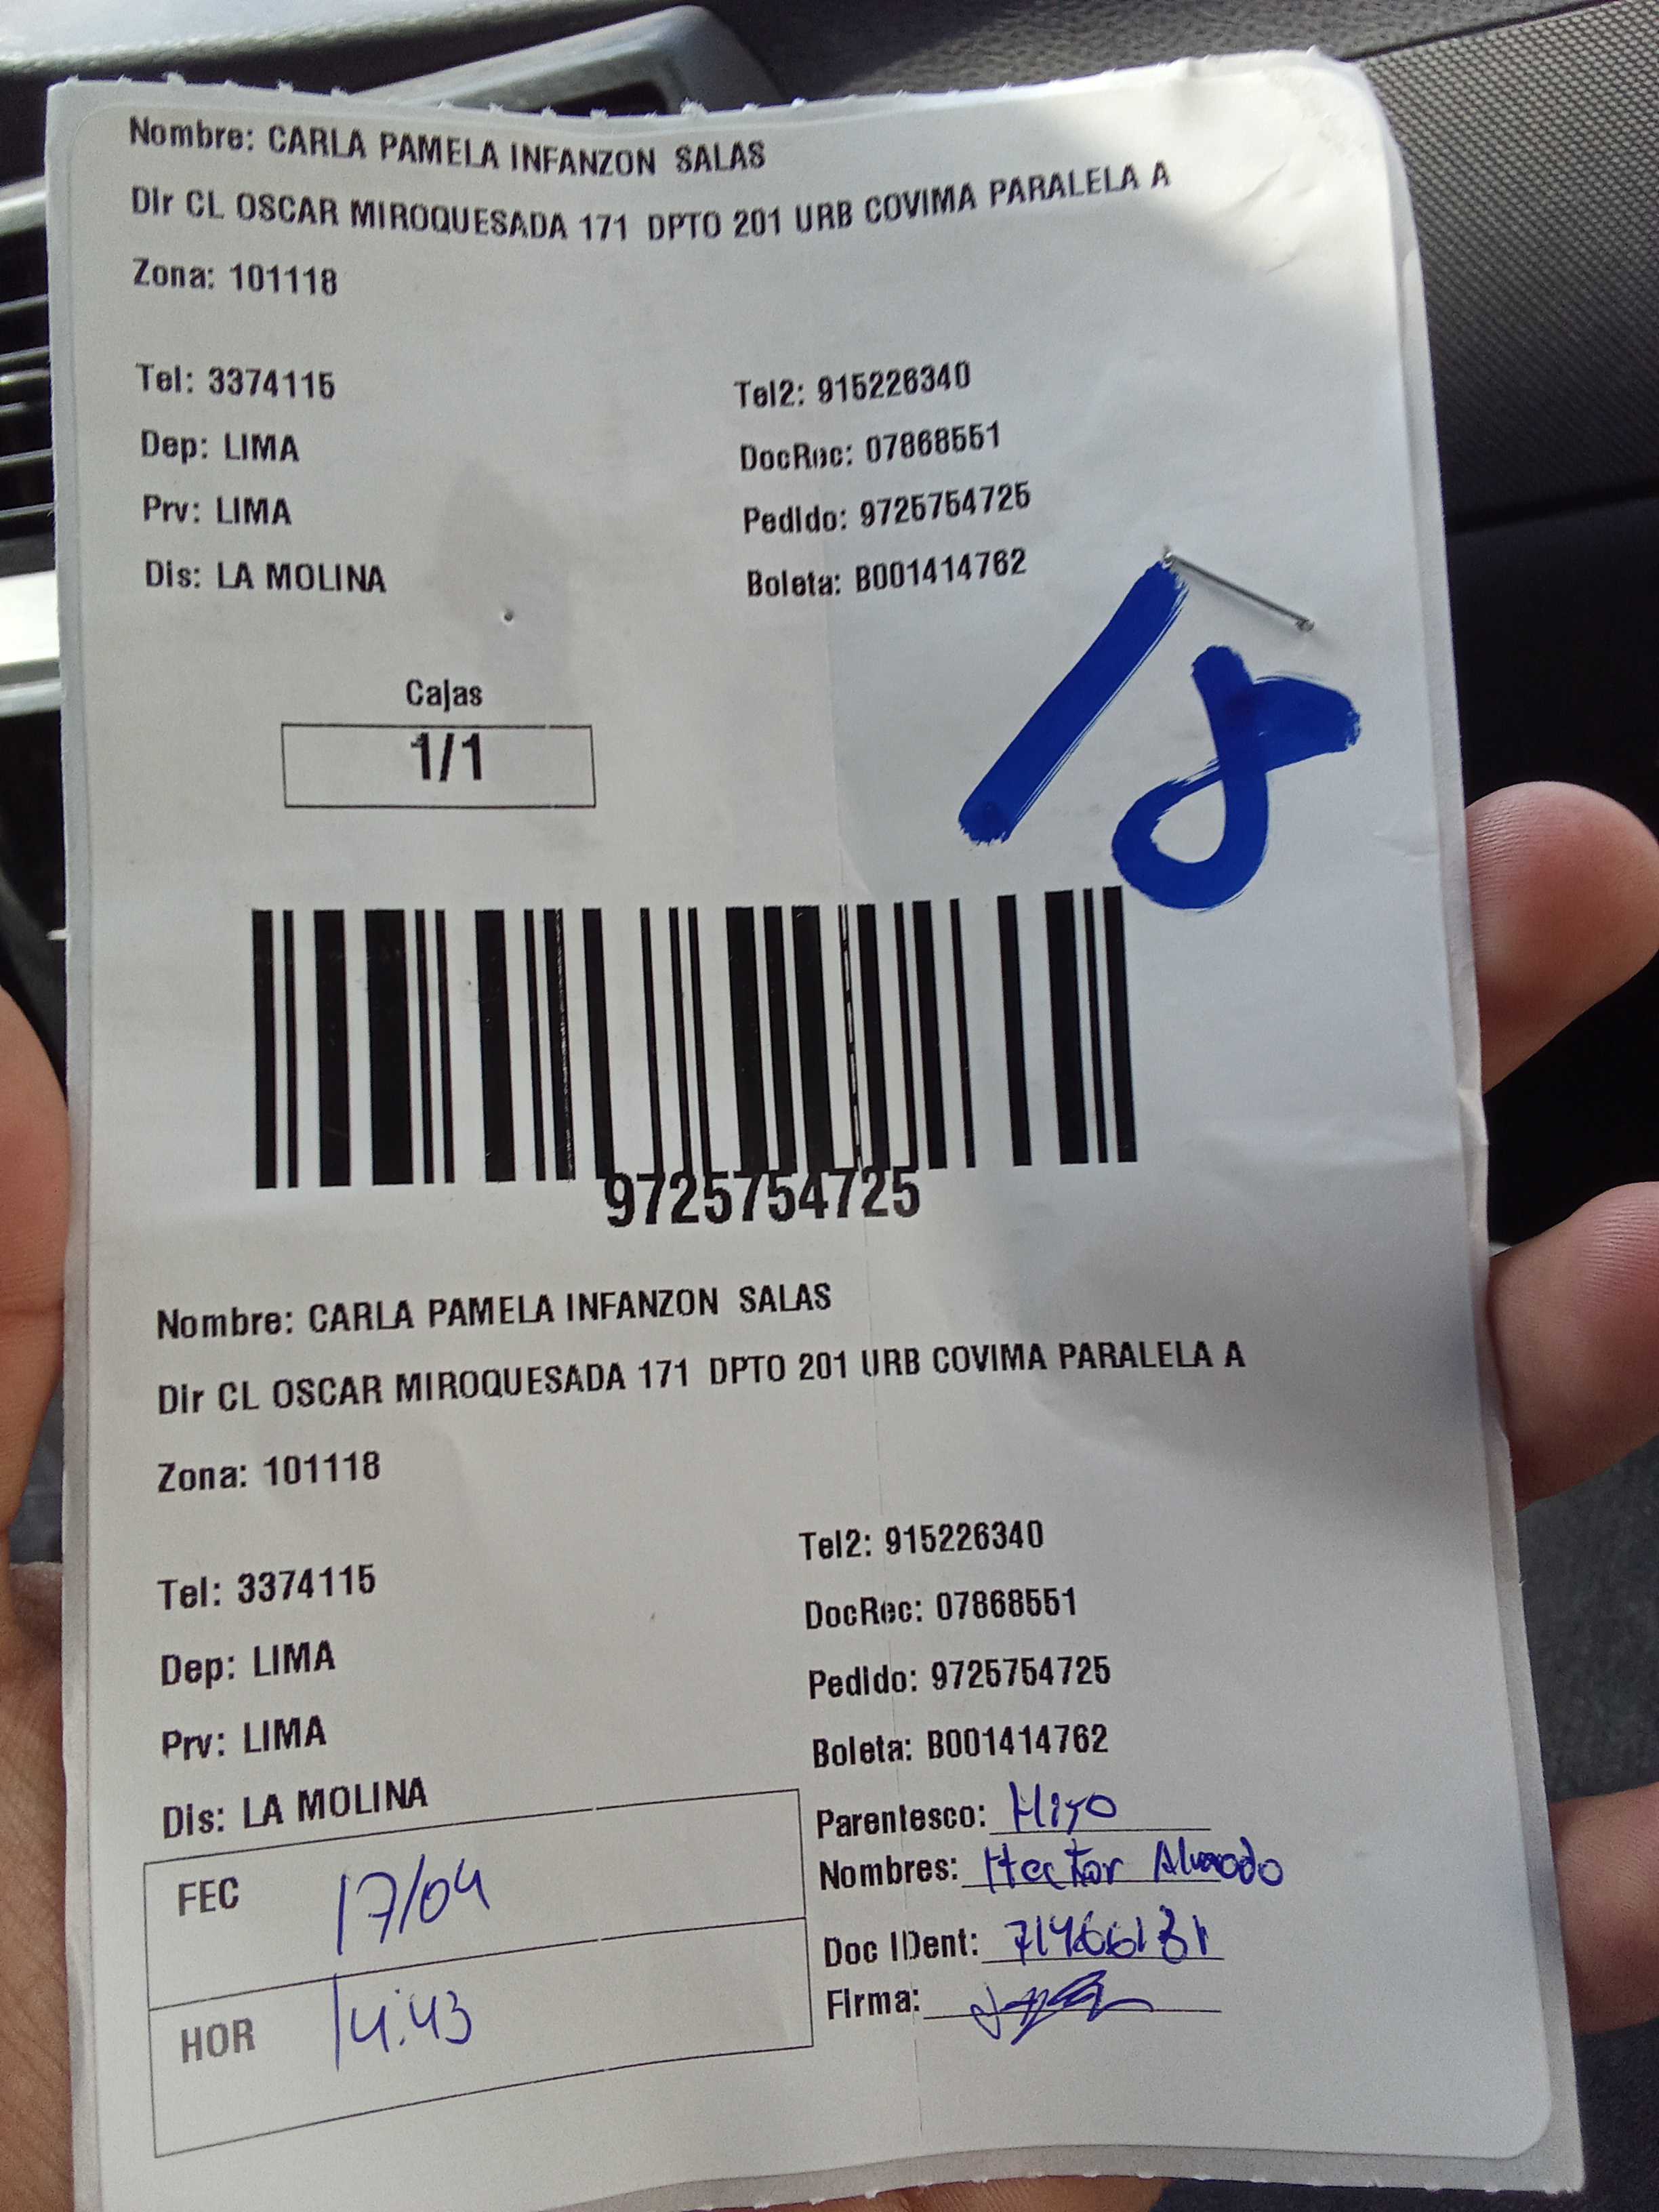 Nombre: CARLA PAMELA INFANZON SALAS
Dir CL OSCAR MIROQUESADA 171 DPTO 201 URB COVIMA PARALELA A
Zona: 101118
Tel: 3374115 Tel2: 915226340
Dep: LIMA DocRec: 07868551
Prv: LIMA Pedido: 9725754725
Dis: LA MOLINA Boleta: B001414762
18
Cajas
1/1
9725754725
Nombre: CARLA PAMELA INFANZON SALAS
Dir CL OSCAR MIROQUESADA 171 DPTO 201 URB COVIMA PARALELA A
Zona: 101118
Tel: 3374115 Tel2: 915226340
Dep: LIMA DocRec: 07868551
Prv: LIMA Pedido: 9725754725
Dis: LA MOLINA Boleta: B001414762
Parentesco: Hijo
FEC 17/04 Nombres: Hector
Doc IDent:
HOR 14:43 Firma: